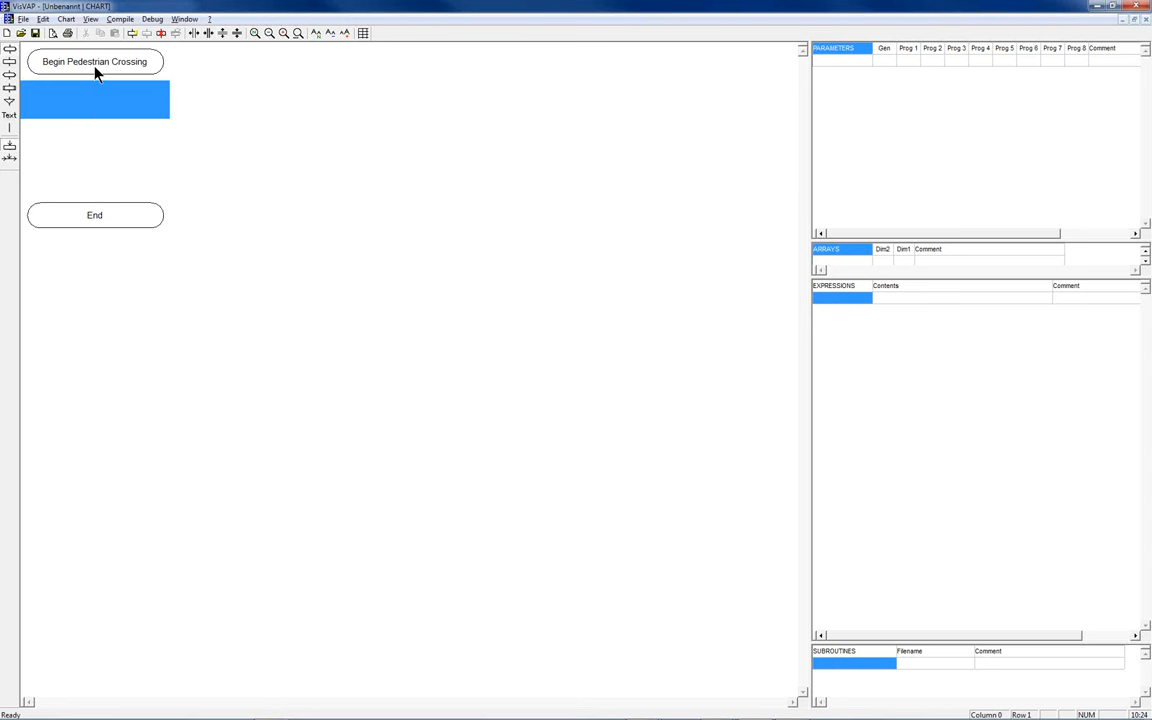 VisVAP - [Unbenannt | CHART]
File Edit Chart View Compile Debug Window ?
Begin Pedestrian Crossing
End
Text
PARAMETERS Gen Prog 1 Prog 2 Prog 3 Prog 4 Prog 5 Prog 6 Prog 7 Prog 8 Comment
ARRAYS Dim2 Dim1 Comment
EXPRESSIONS Contents Comment
SUBROUTINES Filename Comment
Ready Column 0 Row 1 NUM 10:24